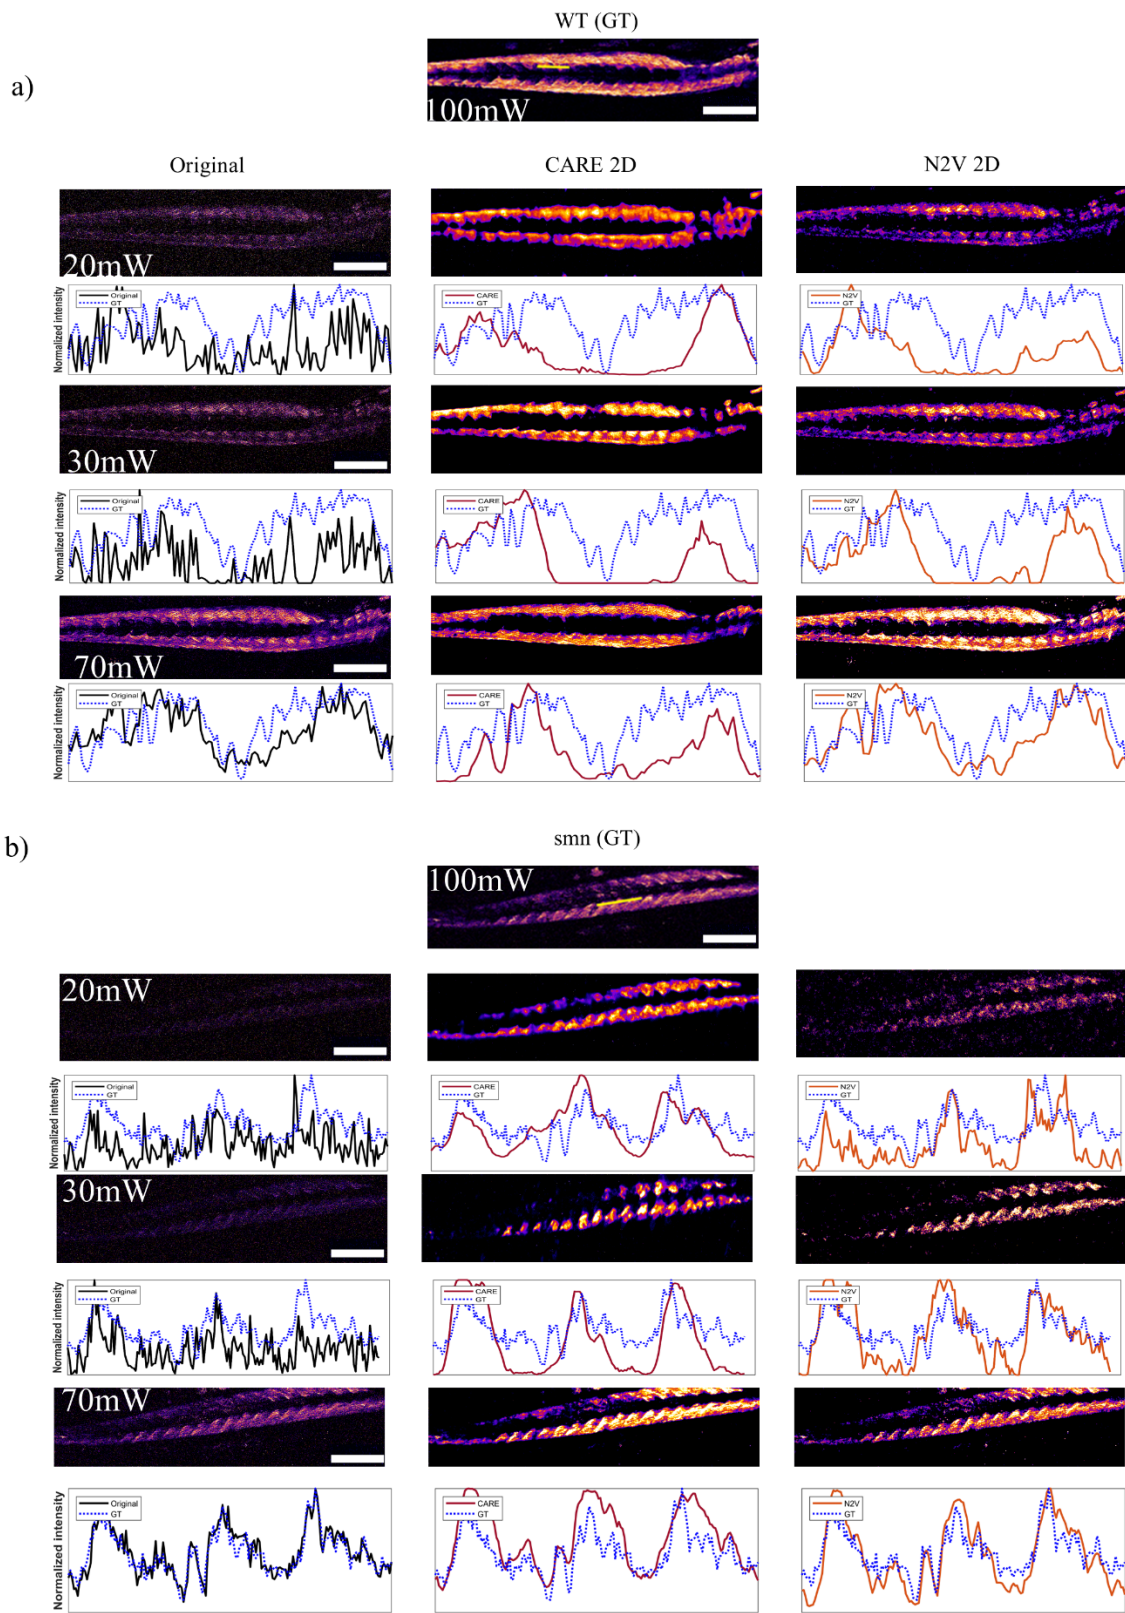 WT (GT)
a)
100mW
Original
CARE 2D
N2V 2D
20mW
Normalized intensity
Original
GT
CARE
GT
N2V
GT
30mW
Normalized intensity
Original
GT
CARE
GT
N2V
GT
70mW
Normalized intensity
Original
GT
CARE
GT
N2V
GT
b)
smn (GT)
100mW
20mW
Normalized intensity
Original
GT
CARE
GT
N2V
GT
30mW
Normalized intensity
Original
GT
CARE
GT
N2V
GT
70mW
Normalized intensity
Original
GT
CARE
GT
N2V
GT